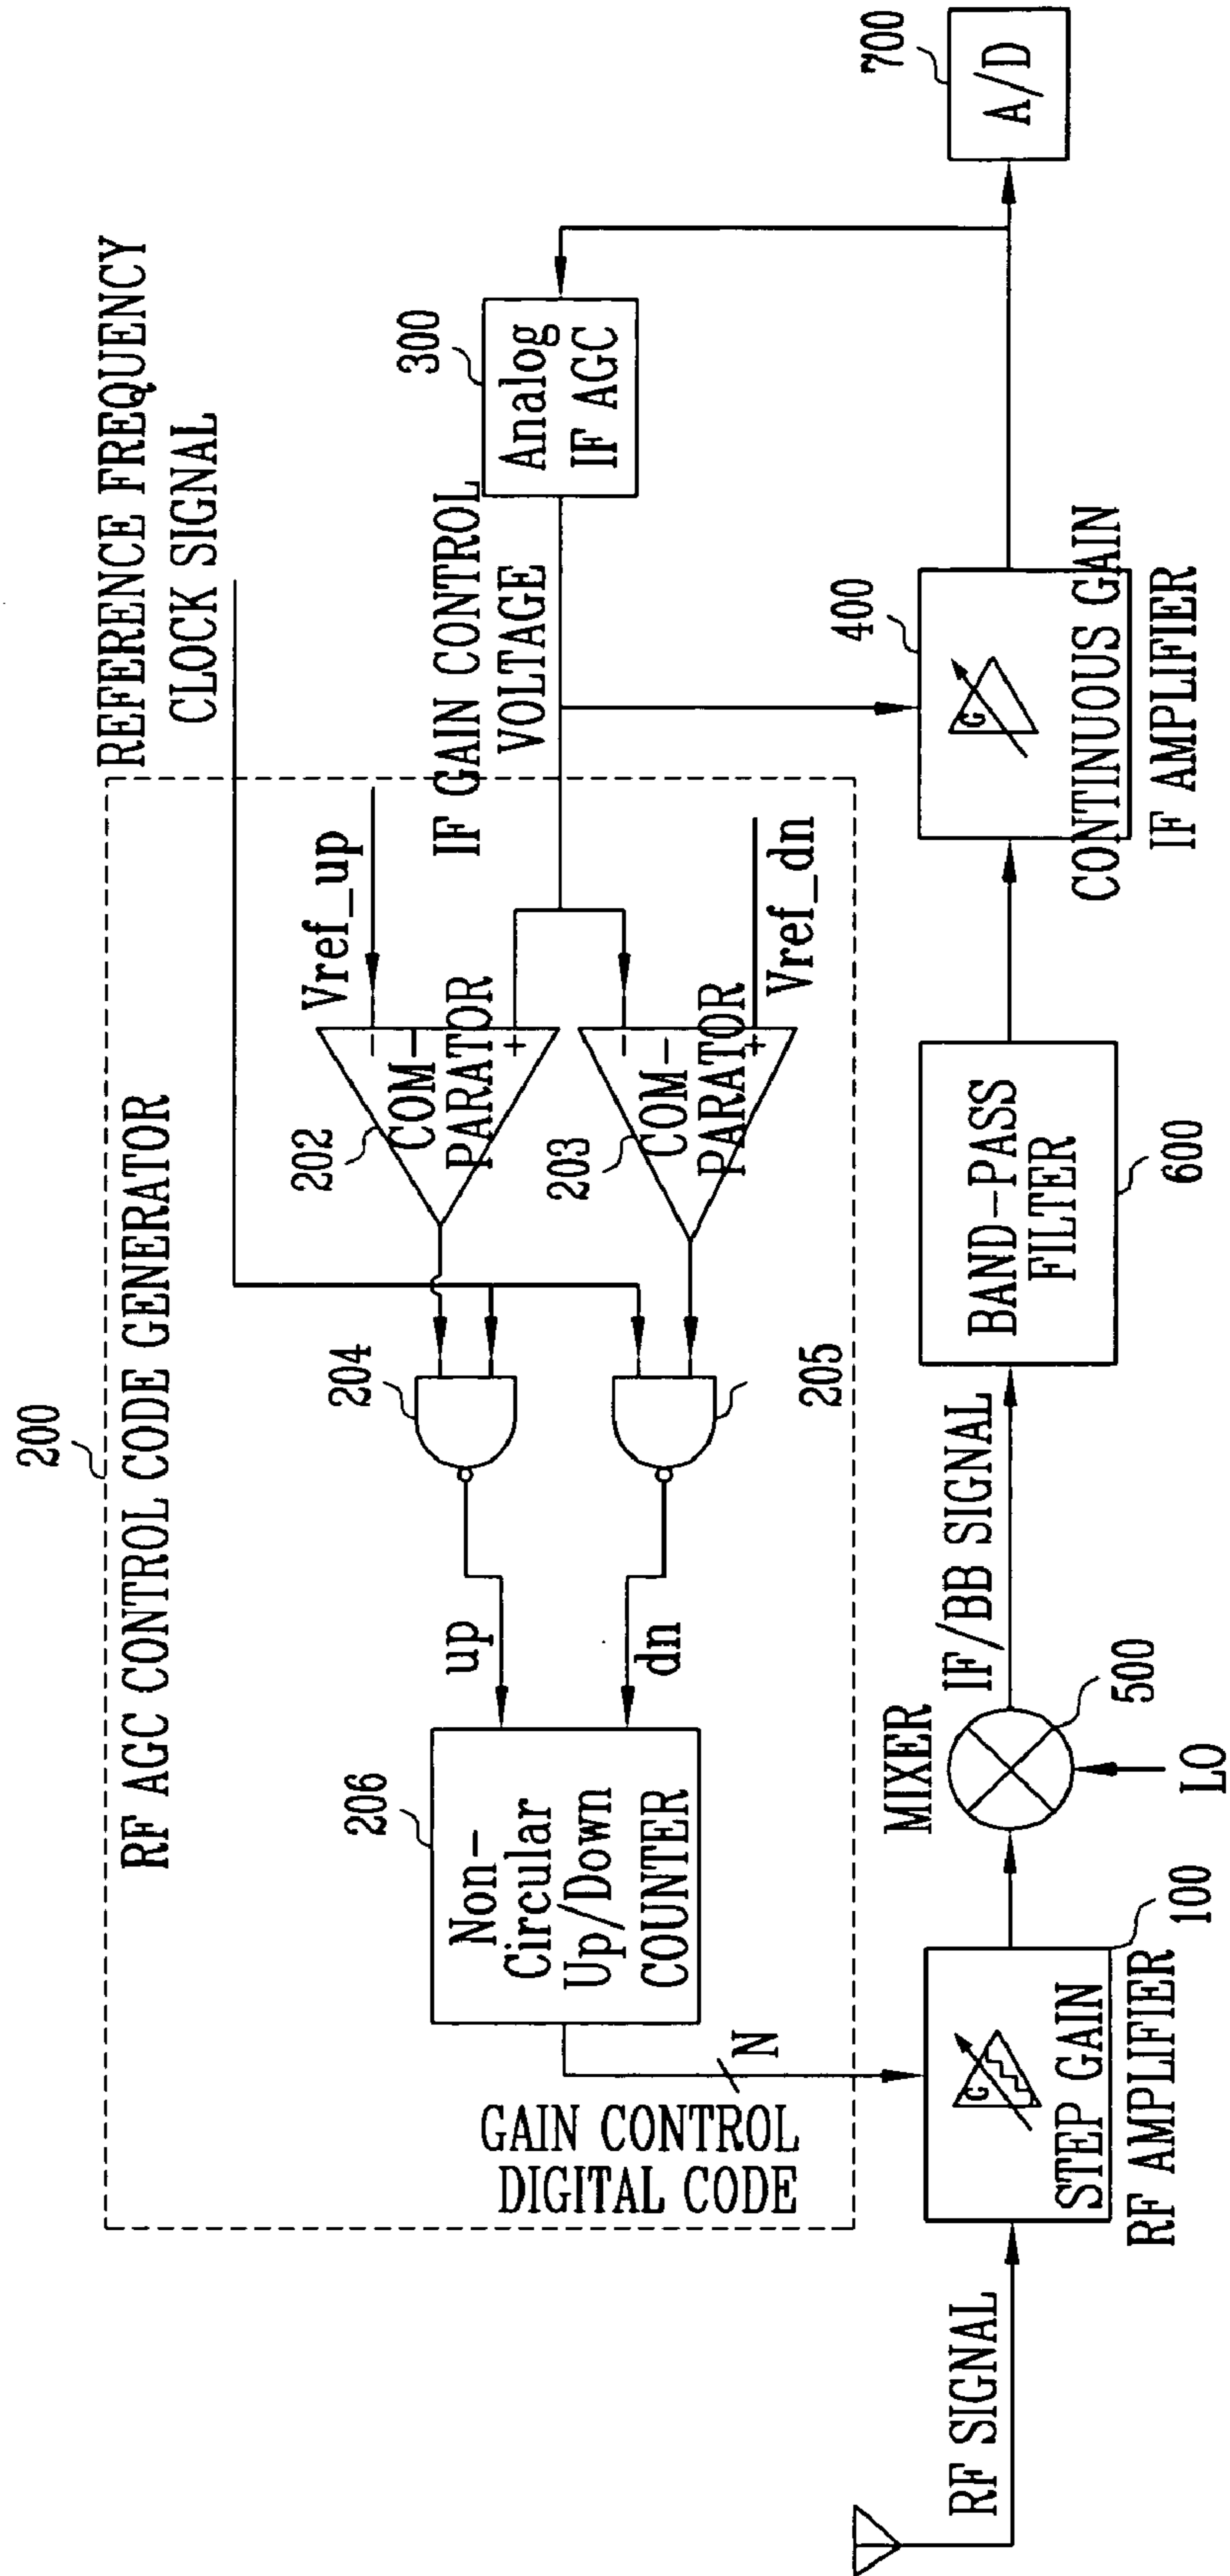 200
RF AGC CONTROL CODE GENERATOR
REFERENCE FREQUENCY
CLOCK SIGNAL
Vref_up
−
COM-
PARATOR
+
202
IF GAIN CONTROL
VOLTAGE
300
Analog
IF AGC
204
up
206
Non-
Circular
Up/Down
COUNTER
−
COM-
PARATOR
+
203
Vref_dn
205
dn
N
GAIN CONTROL
DIGITAL CODE
RF SIGNAL
G
STEP GAIN
RF AMPLIFIER
100
MIXER
500
LO
IF/BB SIGNAL
BAND-PASS
FILTER
600
400
G
CONTINUOUS GAIN
IF AMPLIFIER
700
A/D